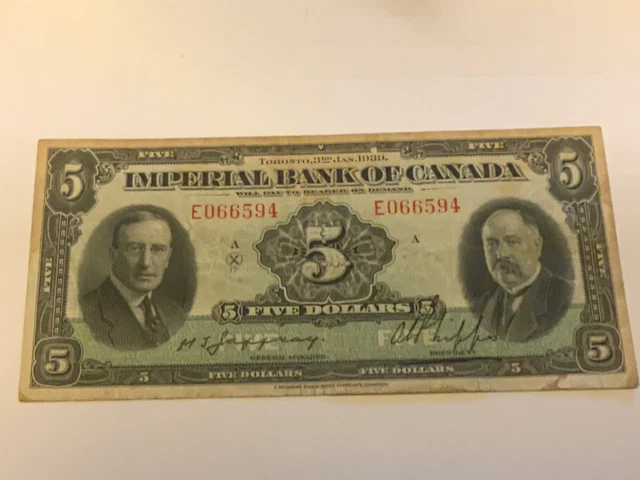 FIVE FIVE
5 TORONTO, 3RD JAN. 1939. 5
IMPERIAL BANK OF CANADA
WILL PAY TO BEARER ON DEMAND
E066594 E066594
A A
FIVE 5 FIVE
5 FIVE DOLLARS 5
GENERAL MANAGER PRESIDENT
5 5
5 FIVE DOLLARS FIVE DOLLARS 5